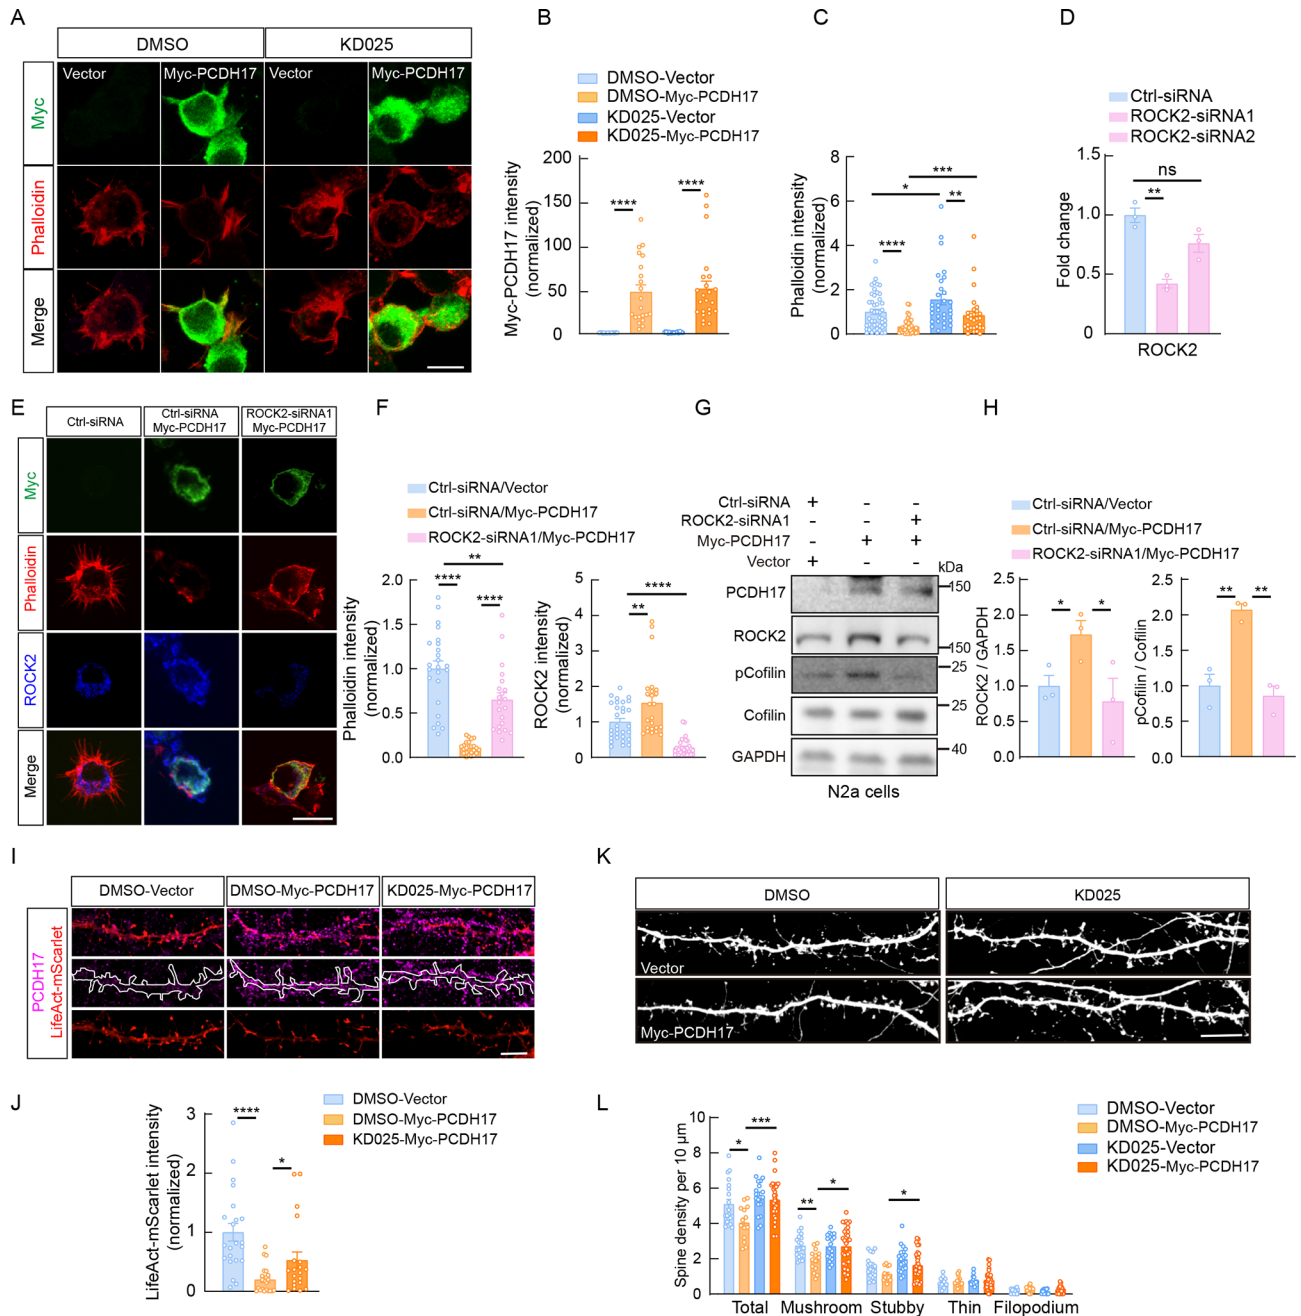 A
DMSO
KD025
Vector
Myc-PCDH17
Vector
Myc-PCDH17
Myc
Phalloidin
Merge
B
DMSO-Vector
DMSO-Myc-PCDH17
KD025-Vector
KD025-Myc-PCDH17
Myc-PCDH17 intensity
(normalized)
200
150
100
50
0
****
****
C
Phalloidin intensity
(normalized)
8
6
4
2
0
***
*
**
****
D
Ctrl-siRNA
ROCK2-siRNA1
ROCK2-siRNA2
Fold change
1.5
1.0
0.5
0
ns
**
ROCK2
E
Ctrl-siRNA
Ctrl-siRNA
Myc-PCDH17
ROCK2-siRNA1
Myc-PCDH17
Myc
Phalloidin
ROCK2
Merge
F
Ctrl-siRNA/Vector
Ctrl-siRNA/Myc-PCDH17
ROCK2-siRNA1/Myc-PCDH17
Phalloidin intensity
(normalized)
2.0
1.5
1.0
0.5
0.0
**
****
****
ROCK2 intensity
(normalized)
5
4
3
2
1
0
****
**
G
Ctrl-siRNA + - -
ROCK2-siRNA1 - - +
Myc-PCDH17 - + +
Vector + - -
kDa
PCDH17
150
ROCK2
150
pCofilin
25
Cofilin
25
GAPDH
40
N2a cells
H
Ctrl-siRNA/Vector
Ctrl-siRNA/Myc-PCDH17
ROCK2-siRNA1/Myc-PCDH17
ROCK2 / GAPDH
2.5
2.0
1.5
1.0
0.5
0.0
*
*
pCofilin / Cofilin
2.5
2.0
1.5
1.0
0.5
0.0
**
**
I
DMSO-Vector
DMSO-Myc-PCDH17
KD025-Myc-PCDH17
PCDH17
LifeAct-mScarlet
J
DMSO-Vector
DMSO-Myc-PCDH17
KD025-Myc-PCDH17
LifeAct-mScarlet intensity
(normalized)
3
2
1
0
****
*
K
DMSO
KD025
Vector
Myc-PCDH17
L
DMSO-Vector
DMSO-Myc-PCDH17
KD025-Vector
KD025-Myc-PCDH17
Spine density per 10 μm
10
8
6
4
2
0
*
***
**
*
*
Total
Mushroom
Stubby
Thin
Filopodium